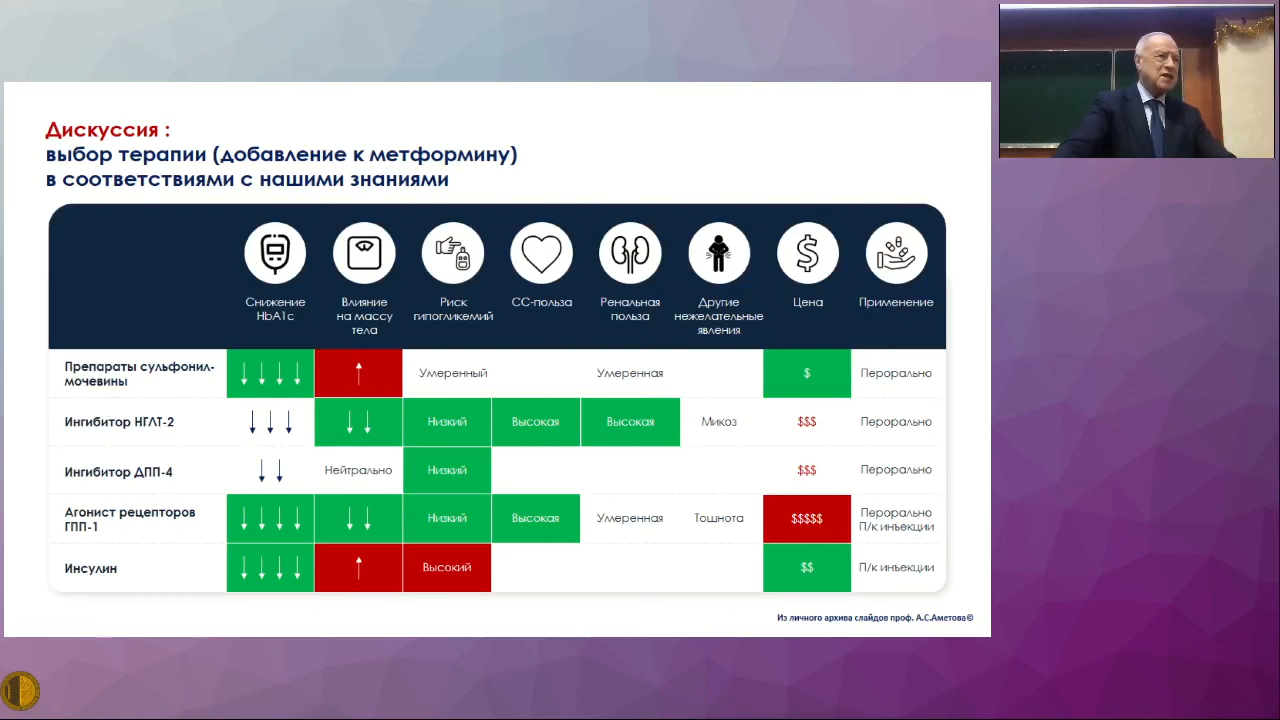 Дискуссия :
выбор терапии (добавление к метформину)
в соответствиями с нашими знаниями
Снижение
HbA1c
Влияние
на массу
тела
Риск
гипогликемий
СС-польза
Ренальная
польза
Другие
нежелательные
явления
Цена
Применение
Препараты сульфонил-
мочевины
↓ ↓ ↓ ↓
↑
Умеренный
Умеренная
$
Перорально
Ингибитор НГЛТ-2
↓ ↓ ↓
↓ ↓
Низкий
Высокая
Высокая
Микоз
$$$
Перорально
Ингибитор ДПП-4
↓ ↓
Нейтрально
Низкий
$$$
Перорально
Агонист рецепторов
ГПП-1
↓ ↓ ↓ ↓
↓ ↓
Низкий
Высокая
Умеренная
Тошнота
$$$$$
Перорально
П/к инъекции
Инсулин
↓ ↓ ↓ ↓
↑
Высокий
$$
П/к инъекции
Из личного архива слайдов проф. А.С.Аметова©